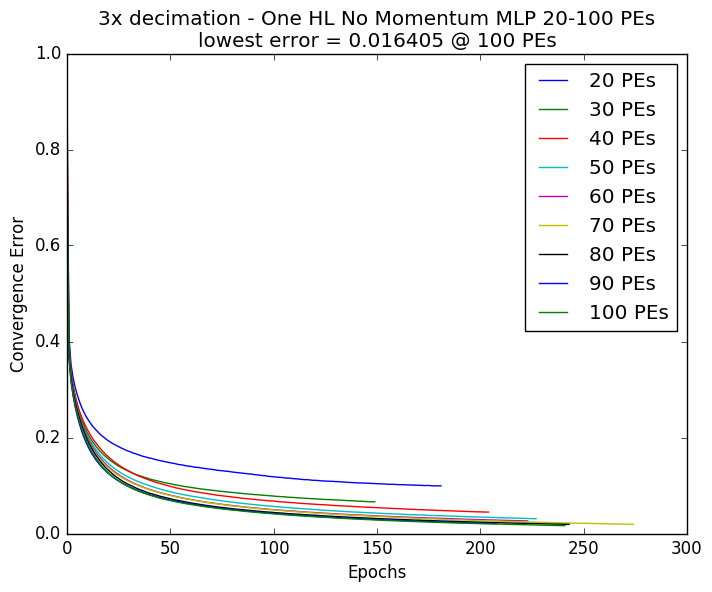 3x decimation - One HL No Momentum MLP 20-100 PEs
lowest error = 0.016405 @ 100 PEs
1.0
0.8
0.6
0.4
0.2
0.0
Convergence Error
20 PEs
30 PEs
40 PEs
50 PEs
60 PEs
70 PEs
80 PEs
90 PEs
100 PEs
0 50 100 150 200 250 300
Epochs